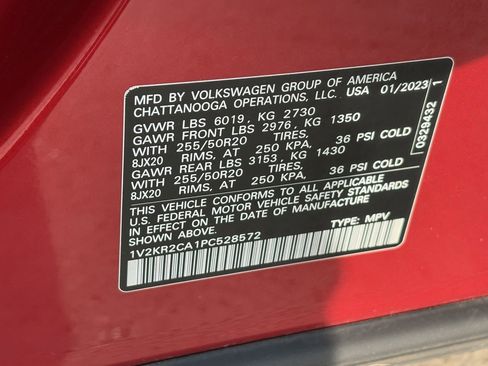 MFD BY VOLKSWAGEN GROUP OF AMERICA
CHATTANOOGA OPERATIONS, LLC. USA 01/2023
GVWR LBS 6019, KG 2730
GAWR FRONT LBS 2976, KG 1350
WITH 255/50R20 TIRES,
8JX20 RIMS, AT 250 KPA, 36 PSI COLD
GAWR REAR LBS 3153, KG 1430
WITH 255/50R20 TIRES,
8JX20 RIMS, AT 250 KPA, 36 PSI COLD
THIS VEHICLE CONFORMS TO ALL APPLICABLE
U.S. FEDERAL MOTOR VEHICLE SAFETY STANDARDS
IN EFFECT ON THE DATE OF MANUFACTURE
SHOWN ABOVE.
1V2KR2CA1PC528572 TYPE: MPV
0329432 1